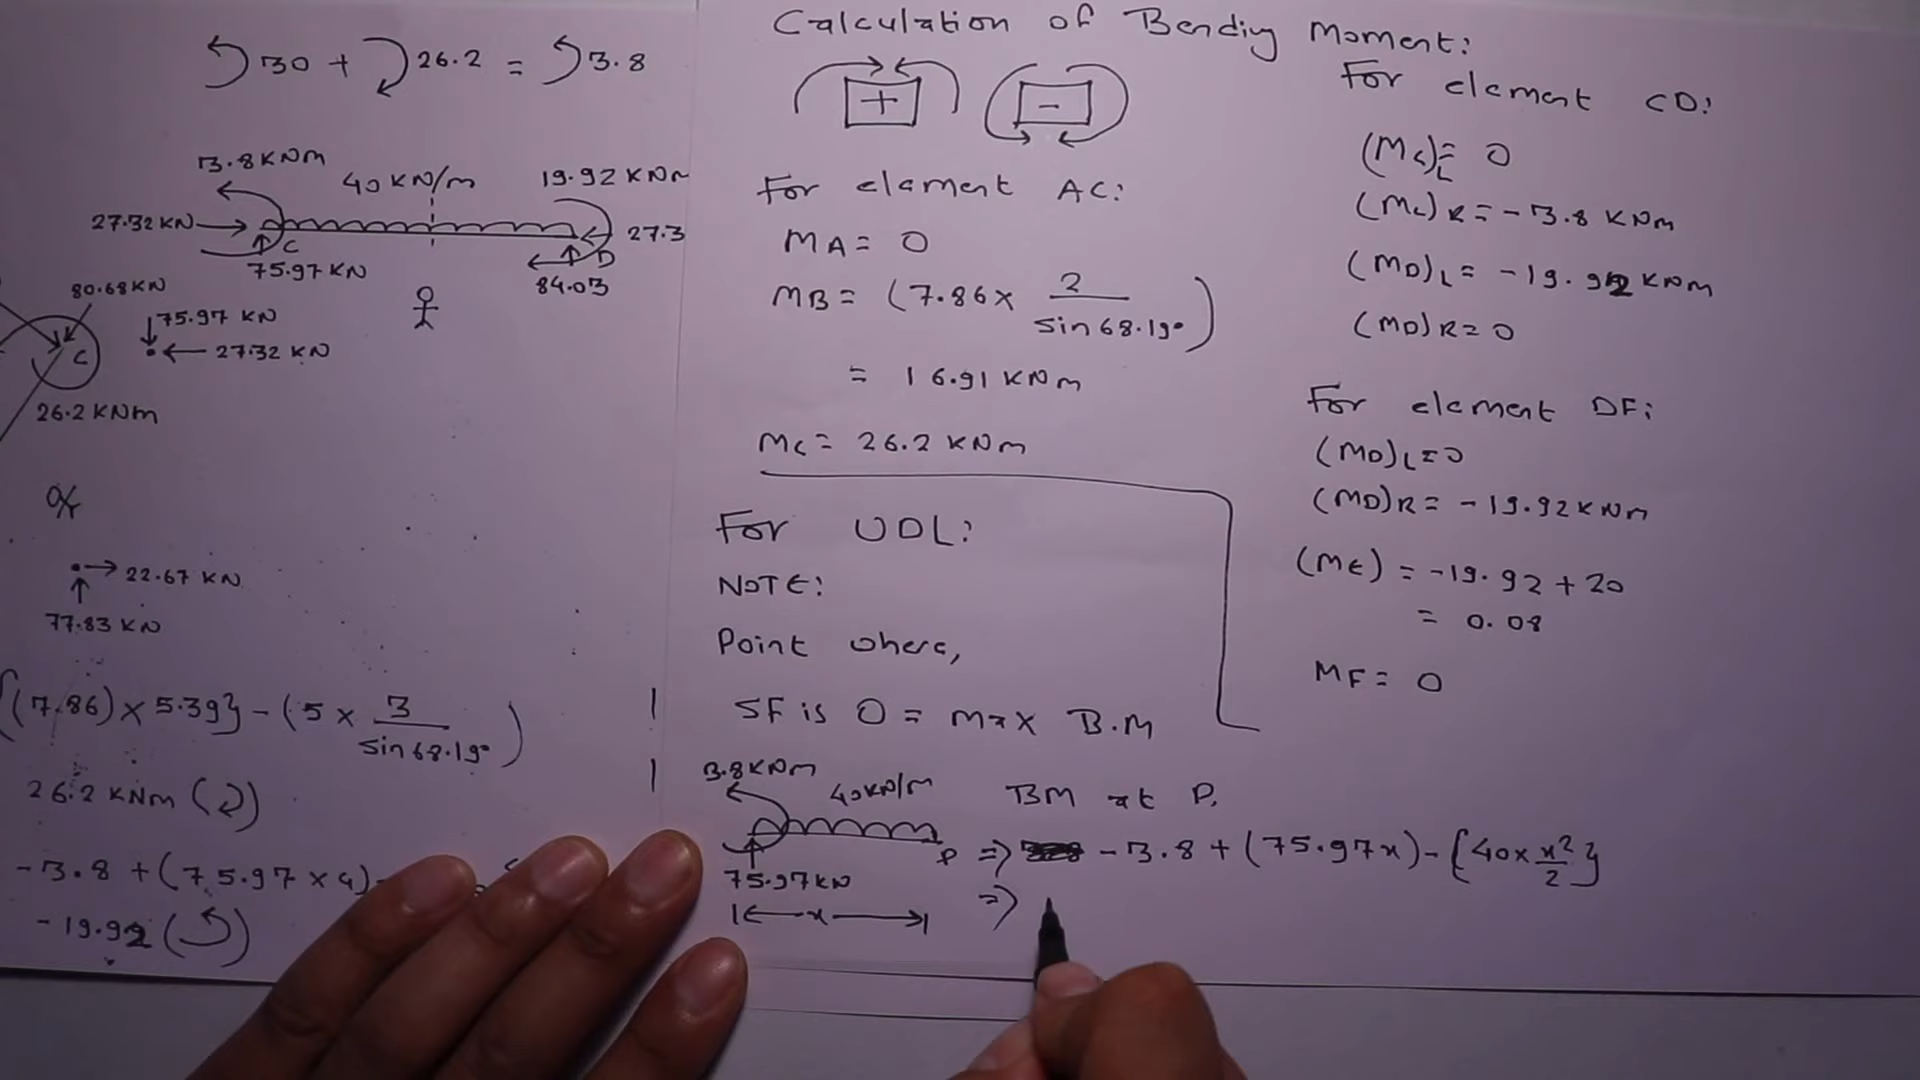 30 + 26.2 = 3.8
3.8 KNm
40 KN/m
19.92 KNm
27.32 KN
C
D
27.3
75.97 KN
84.03
80.68 KN
75.97 KN
27.32 KN
C
26.2 KNm
22.67 KN
77.83 KN
{(7.86) × 5.39} - (5 × 3/sin 68.19°)
26.2 KNm
-3.8 + (75.97 × 4) -
-19.92
Calculation of Bending Moment:
+ -
For element AC:
MA = 0
MB = (7.86 × 2/sin 68.19°)
= 16.91 KNm
Mc = 26.2 KNm
For UDL:
NOTE:
Point where,
SF is 0 = max B.M
3.8 KNm
40 KN/m
P
75.97 KN
x
BM at P,
⇒ -3.8 + (75.97x) - {40 × x²/2}
⇒
For element CD:
(Mc)L = 0
(Mc)R = -3.8 KNm
(MD)L = -19.92 KNm
(MD)R = 0
For element DF:
(MD)L = 0
(MD)R = -19.92 KNm
(ME) = -19.92 + 20
= 0.08
MF = 0